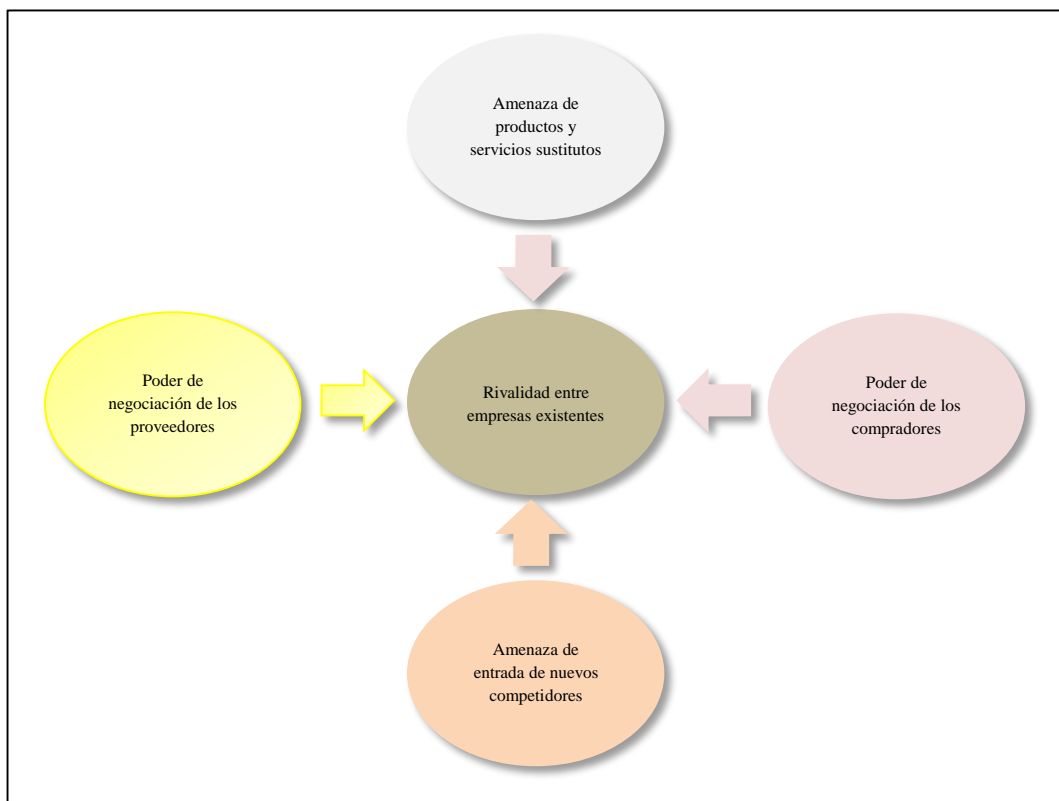 Amenaza de
productos y
servicios sustitutos
Poder de
negociación de los
proveedores
Rivalidad entre
empresas existentes
Poder de
negociación de los
compradores
Amenaza de
entrada de nuevos
competidores